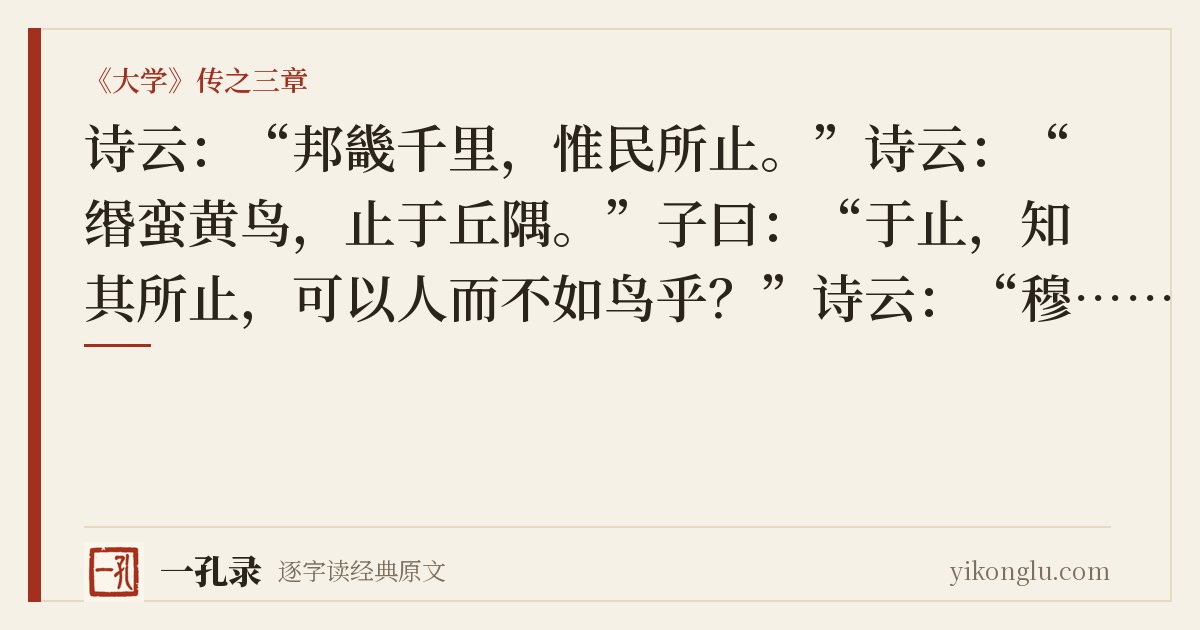 《大学》传之三章
诗云：“邦畿千里，惟民所止。”诗云：“
缗蛮黄鸟，止于丘隅。”子曰：“于止，知
其所止，可以人而不如鸟乎？”诗云：“穆……
一孔
一孔录 逐字读经典原文 yikonglu.com